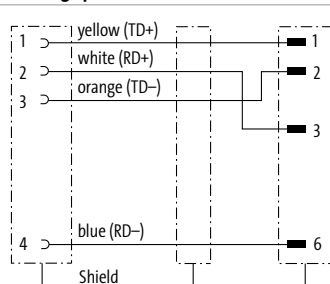 1 yellow (TD+) 1
2 white (RD+) 2
3 orange (TD–)
3
4 blue (RD–) 6
Shield